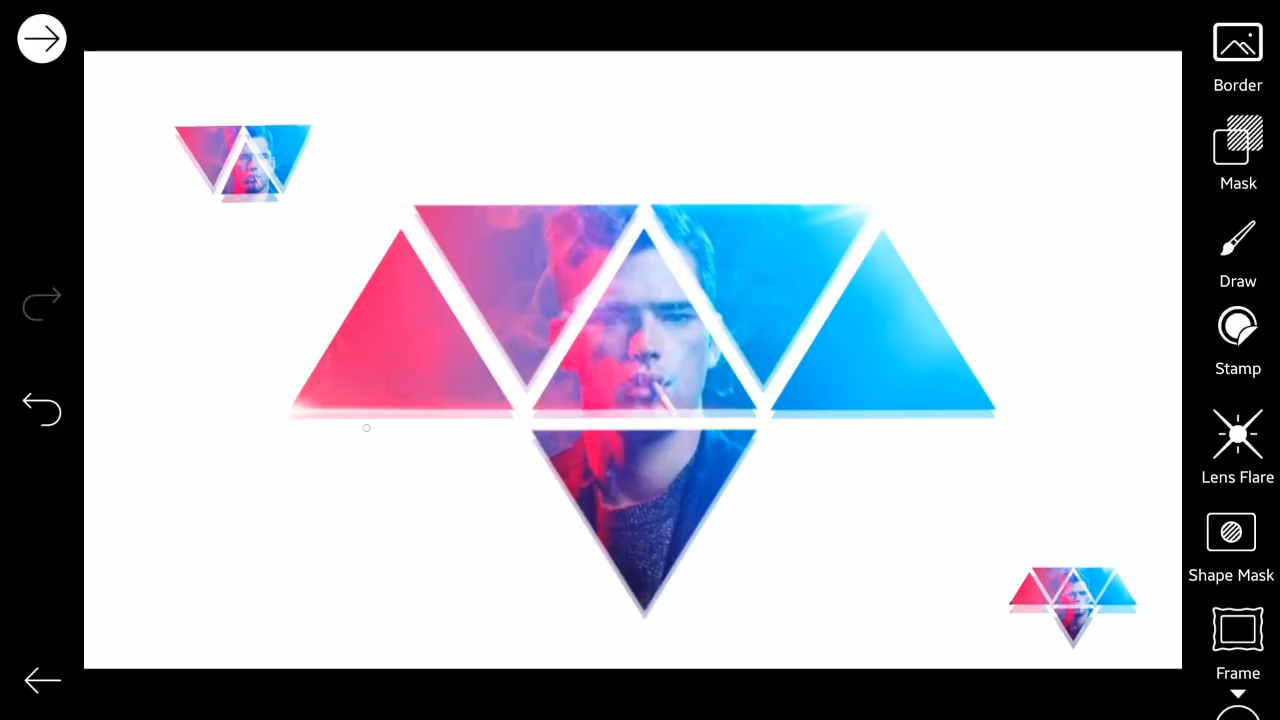 Border
Mask
Draw
Stamp
Lens Flare
Shape Mask
Frame